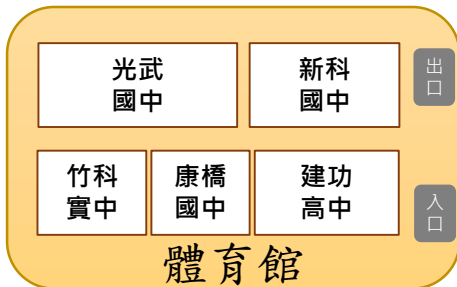 光武
國中
新科
國中
出
口
竹科
實中
康橋
國中
建功
高中
入
口
體育館